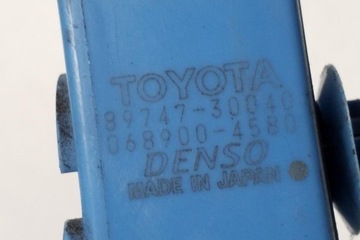 TOYOTA
89747-30040
068900-4580
DENSO
MADE IN JAPAN